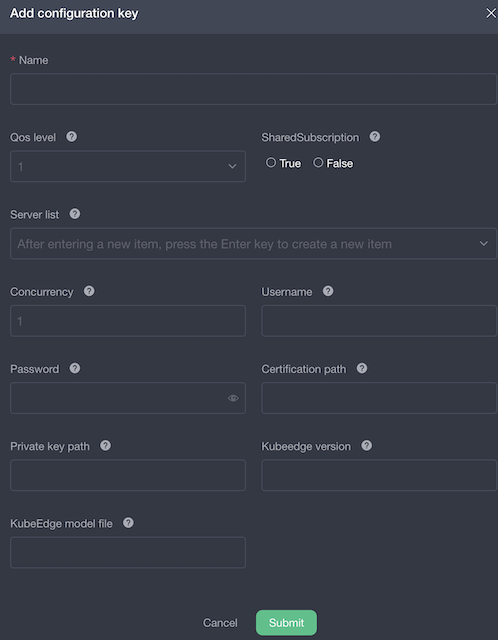 Add configuration key
* Name
Qos level
SharedSubscription
1
True
False
Server list
After entering a new item, press the Enter key to create a new item
Concurrency
Username
1
Password
Certification path
Private key path
Kubeedge version
KubeEdge model file
Cancel
Submit